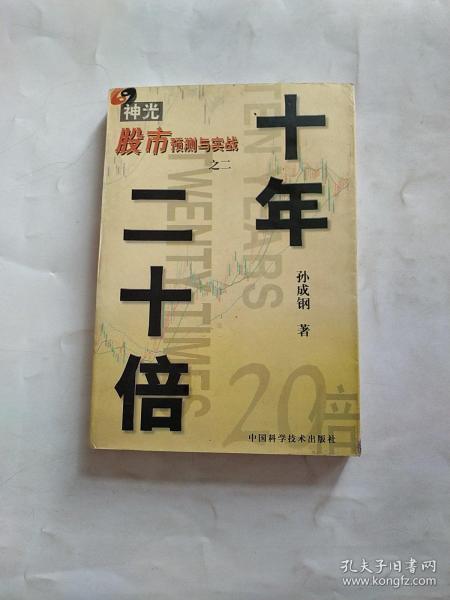 神光
股市预测与实战
之二
十年
二十倍
TEN YEARS
TWENTY TIMES
孙成钢 著
20倍
中国科学技术出版社
孔夫子旧书网
www.kongfz.com